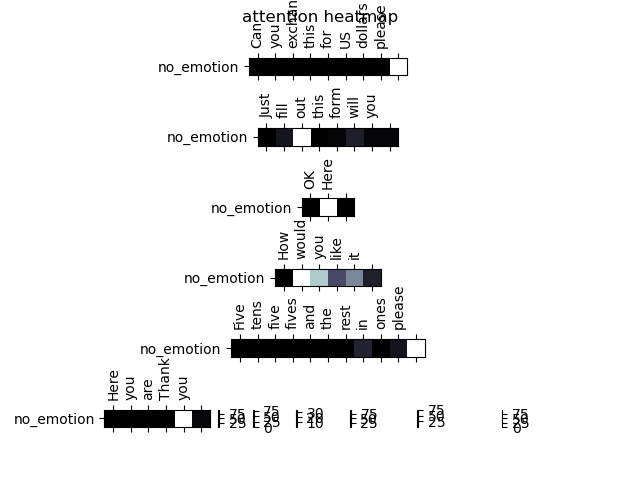 attention heatmap
Can you this for US dollars please
no_emotion
Just fill out this form will you
no_emotion
OK Here
no_emotion
How would you like it
no_emotion
Five tens five fives and the rest in ones please
no_emotion
Here you are Thank you
no_emotion
75 75 30 75 75 75
50 50 20 50 50 50
25 25 10 25 25 25
0 0